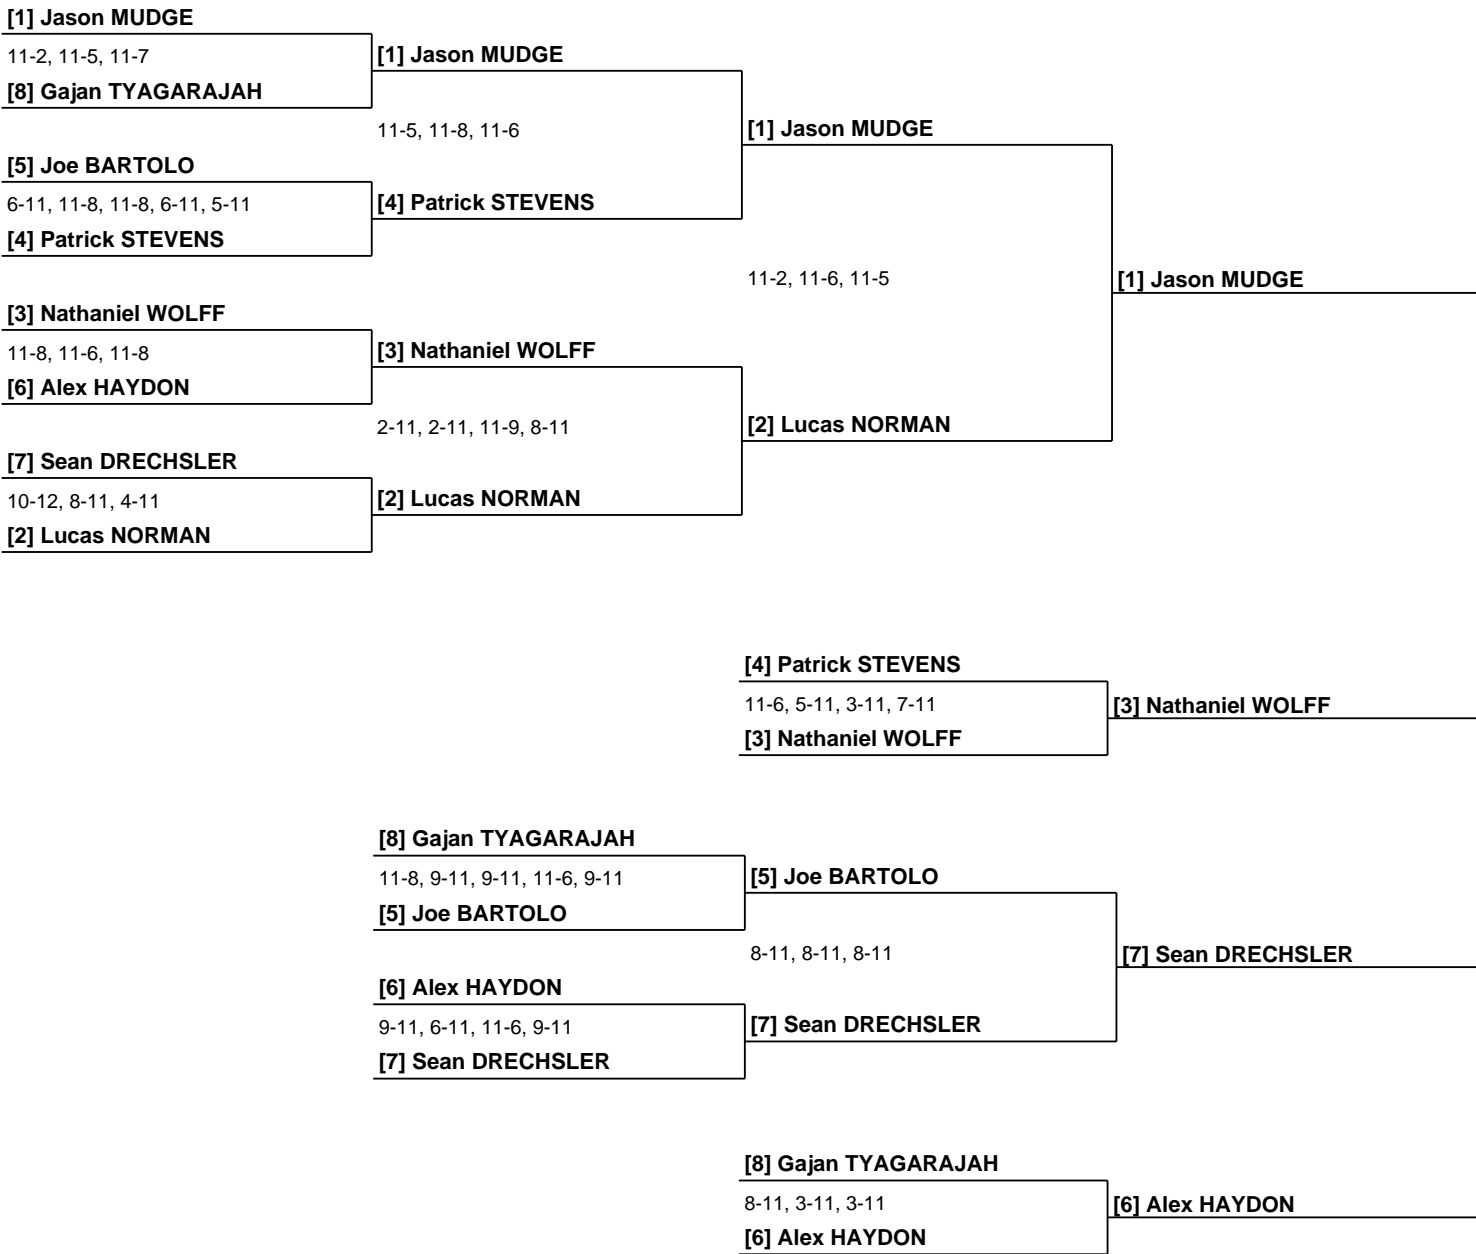 [1] Jason MUDGE
11-2, 11-5, 11-7
[1] Jason MUDGE
[8] Gajan TYAGARAJAH
11-5, 11-8, 11-6
[1] Jason MUDGE
[5] Joe BARTOLO
6-11, 11-8, 11-8, 6-11, 5-11
[4] Patrick STEVENS
[4] Patrick STEVENS
11-2, 11-6, 11-5
[1] Jason MUDGE
[3] Nathaniel WOLFF
11-8, 11-6, 11-8
[3] Nathaniel WOLFF
[6] Alex HAYDON
2-11, 2-11, 11-9, 8-11
[2] Lucas NORMAN
[7] Sean DRECHSLER
10-12, 8-11, 4-11
[2] Lucas NORMAN
[2] Lucas NORMAN
[4] Patrick STEVENS
11-6, 5-11, 3-11, 7-11
[3] Nathaniel WOLFF
[3] Nathaniel WOLFF
[8] Gajan TYAGARAJAH
11-8, 9-11, 9-11, 11-6, 9-11
[5] Joe BARTOLO
[5] Joe BARTOLO
8-11, 8-11, 8-11
[7] Sean DRECHSLER
[6] Alex HAYDON
9-11, 6-11, 11-6, 9-11
[7] Sean DRECHSLER
[7] Sean DRECHSLER
[8] Gajan TYAGARAJAH
8-11, 3-11, 3-11
[6] Alex HAYDON
[6] Alex HAYDON